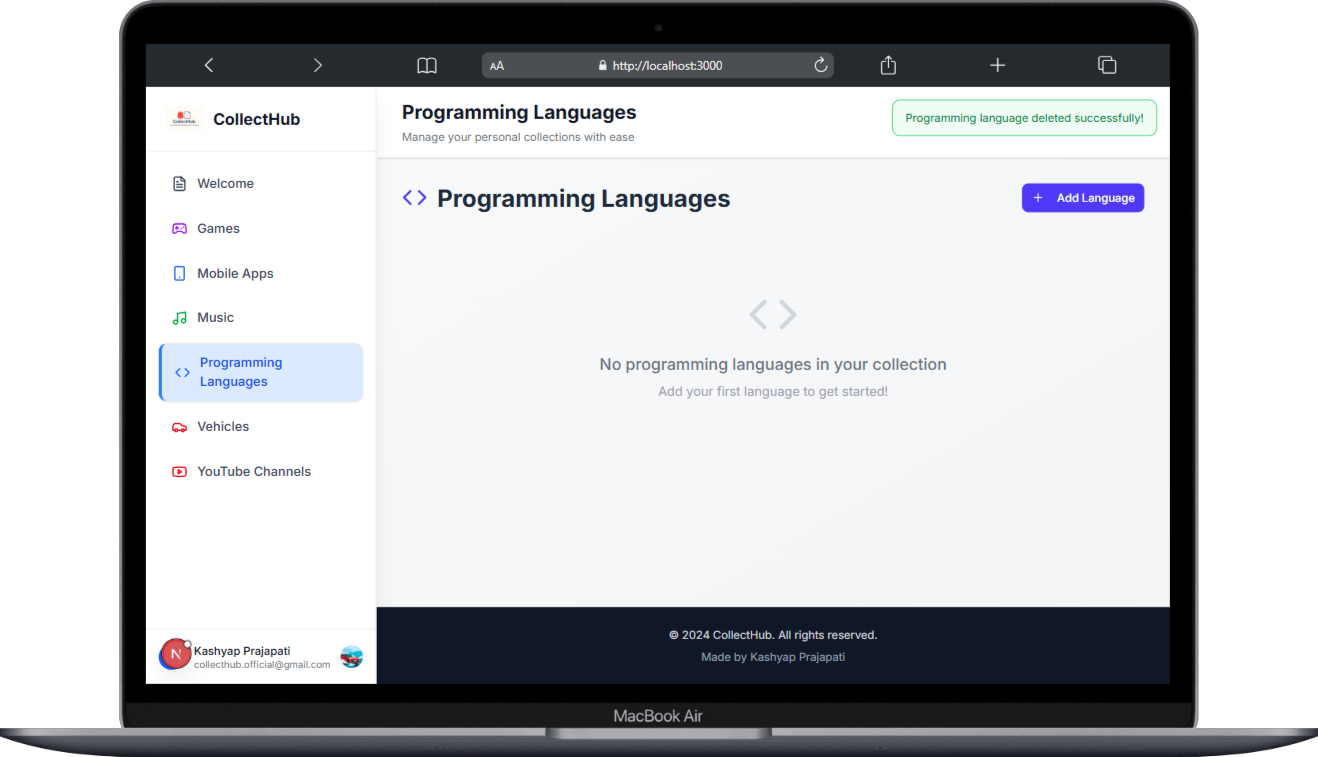 AA
http://localhost:3000
CollectHub
CollectHub
Programming Languages
Manage your personal collections with ease
Programming language deleted successfully!
Welcome
Games
Mobile Apps
Music
Programming
Languages
Vehicles
YouTube Channels
Programming Languages
+ Add Language
No programming languages in your collection
Add your first language to get started!
N
Kashyap Prajapati
collecthub.official@gmail.com
© 2024 CollectHub. All rights reserved.
Made by Kashyap Prajapati
MacBook Air